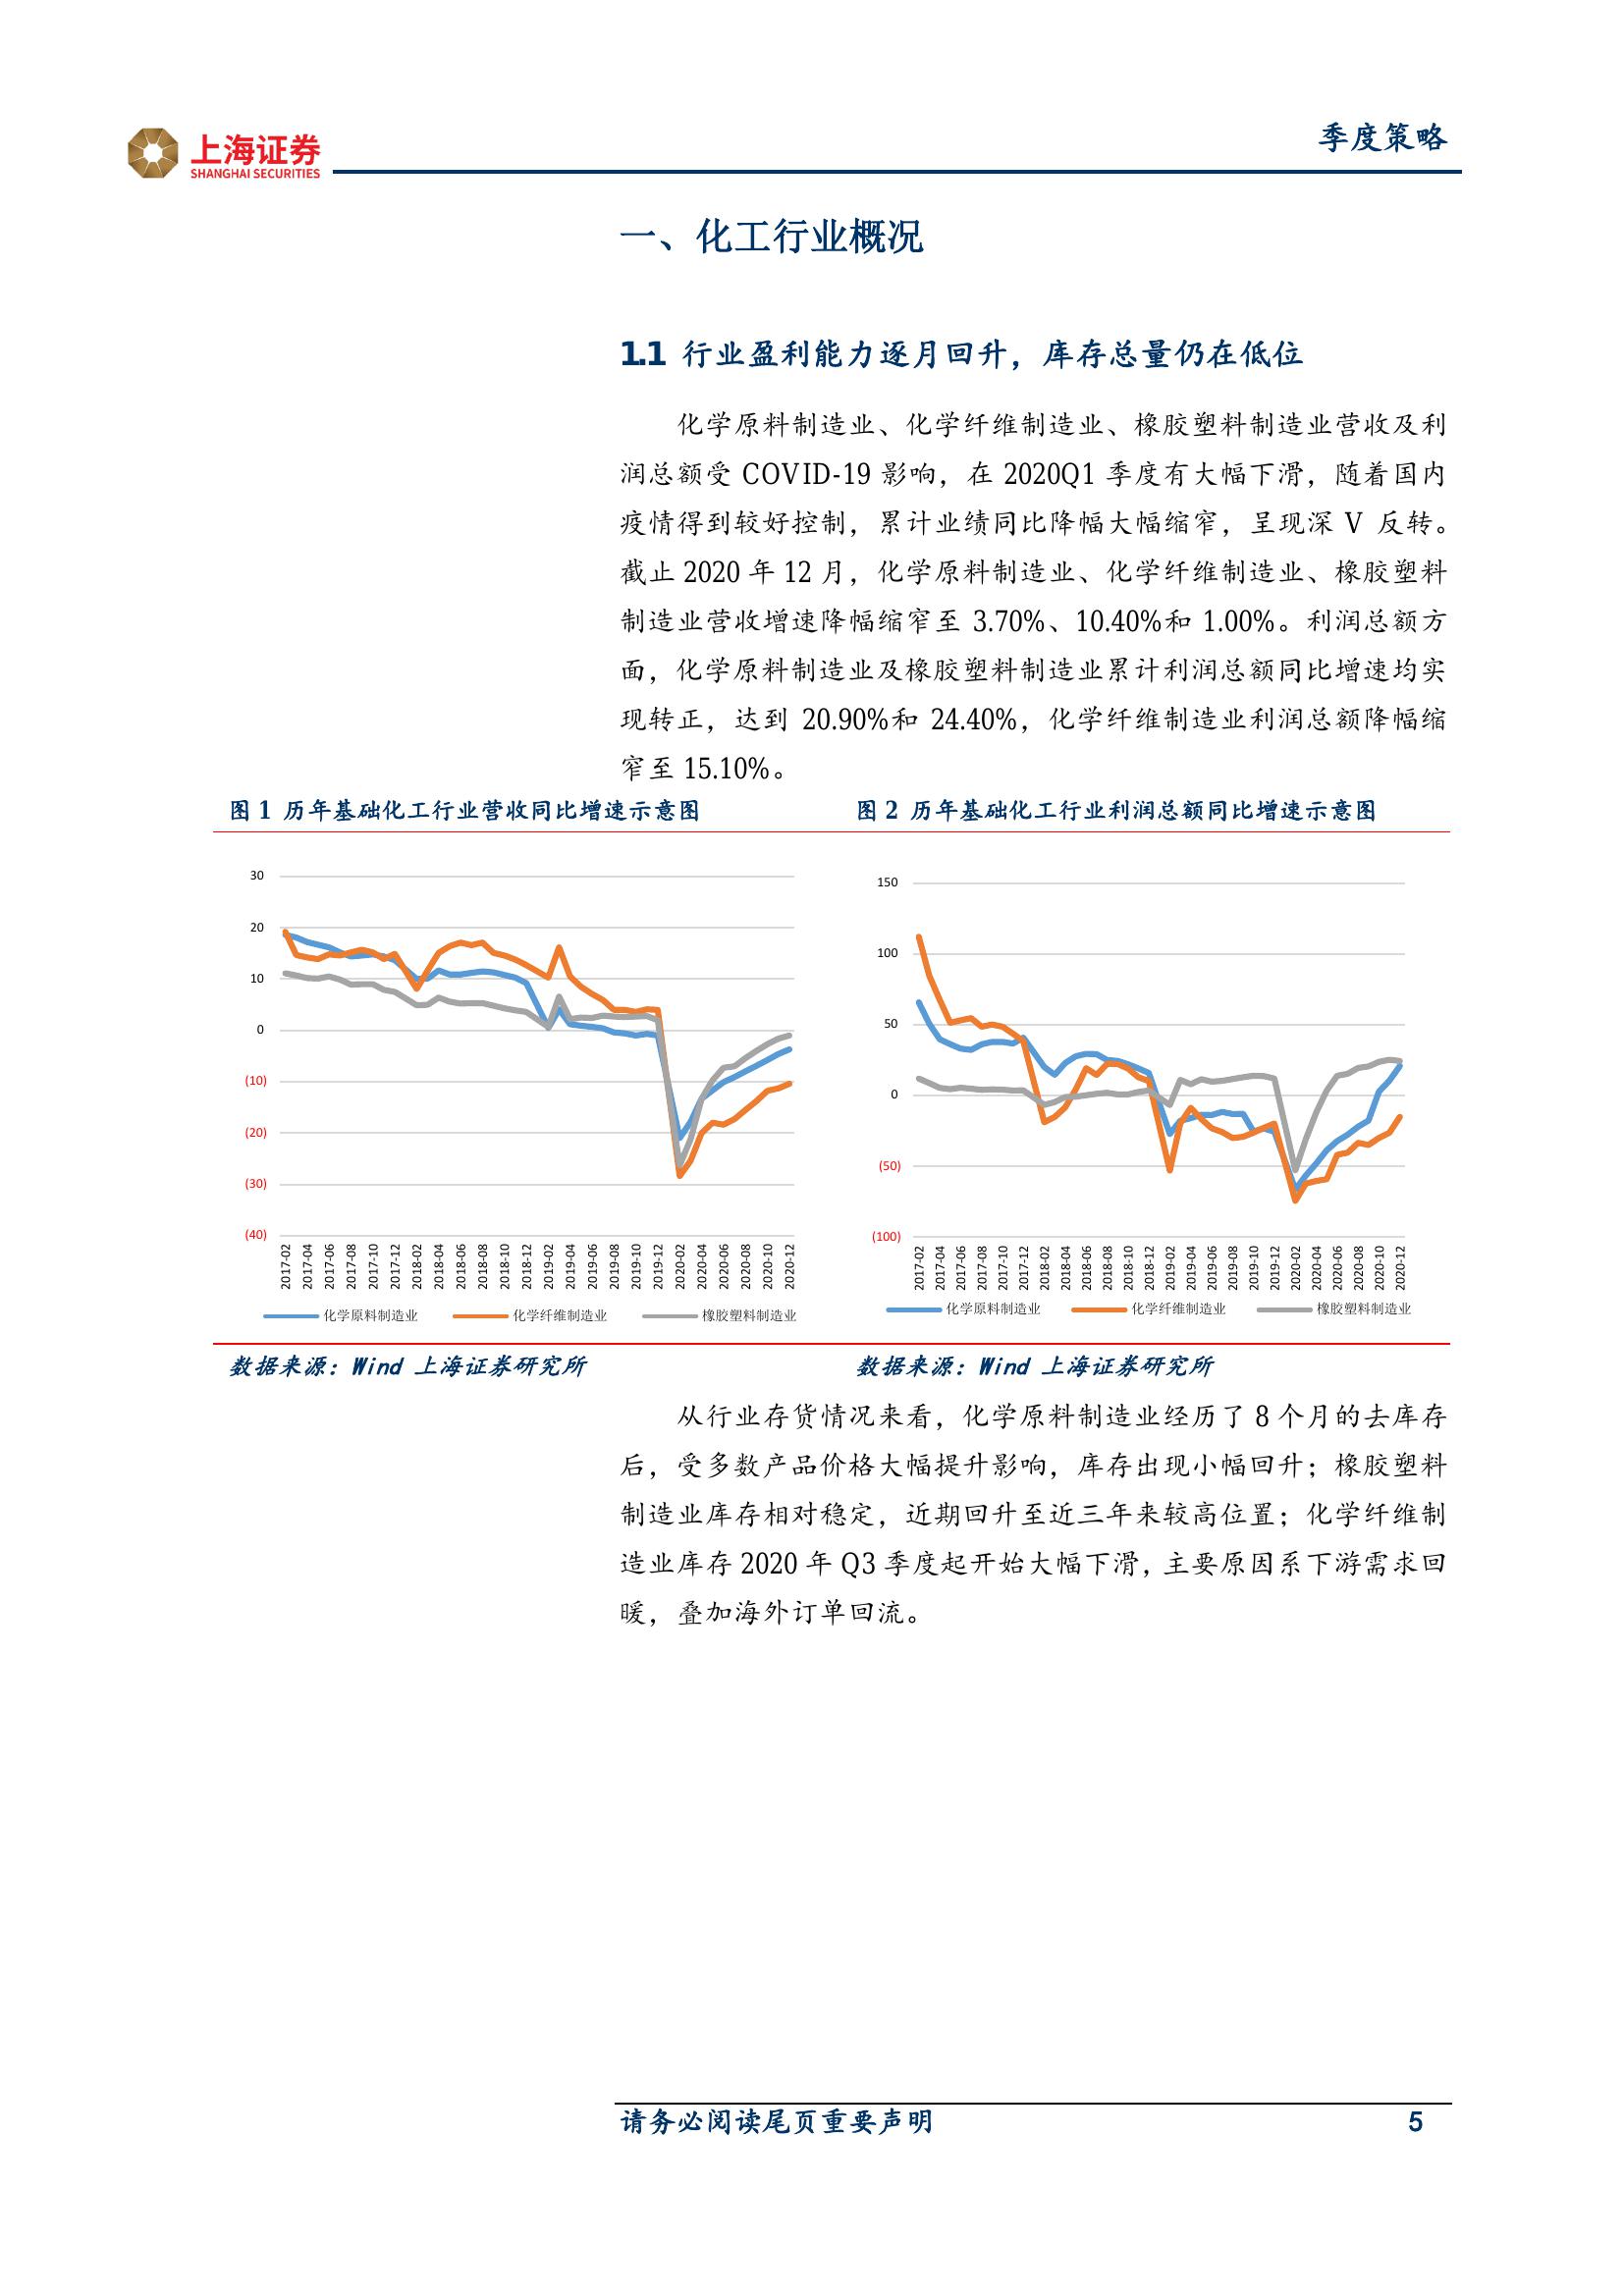 上海证券
SHANGHAI SECURITIES
季度策略
一、化工行业概况
1.1 行业盈利能力逐月回升，库存总量仍在低位
化学原料制造业、化学纤维制造业、橡胶塑料制造业营收及利
润总额受 COVID-19 影响，在 2020Q1 季度有大幅下滑，随着国内
疫情得到较好控制，累计业绩同比降幅大幅缩窄，呈现深 V 反转。
截止 2020 年 12 月，化学原料制造业、化学纤维制造业、橡胶塑料
制造业营收增速降幅缩窄至 3.70%、10.40%和 1.00%。利润总额方
面，化学原料制造业及橡胶塑料制造业累计利润总额同比增速均实
现转正，达到 20.90%和 24.40%，化学纤维制造业利润总额降幅缩
窄至 15.10%。
图 1 历年基础化工行业营收同比增速示意图
30
20
10
0
(10)
(20)
(30)
(40)
2017-02
2017-04
2017-06
2017-08
2017-10
2017-12
2018-02
2018-04
2018-06
2018-08
2018-10
2018-12
2019-02
2019-04
2019-06
2019-08
2019-10
2019-12
2020-02
2020-04
2020-06
2020-08
2020-10
2020-12
化学原料制造业
化学纤维制造业
橡胶塑料制造业
数据来源：Wind 上海证券研究所
图 2 历年基础化工行业利润总额同比增速示意图
150
100
50
0
(50)
(100)
2017-02
2017-04
2017-06
2017-08
2017-10
2017-12
2018-02
2018-04
2018-06
2018-08
2018-10
2018-12
2019-02
2019-04
2019-06
2019-08
2019-10
2019-12
2020-02
2020-04
2020-06
2020-08
2020-10
2020-12
化学原料制造业
化学纤维制造业
橡胶塑料制造业
数据来源：Wind 上海证券研究所
从行业存货情况来看，化学原料制造业经历了 8 个月的去库存
后，受多数产品价格大幅提升影响，库存出现小幅回升；橡胶塑料
制造业库存相对稳定，近期回升至近三年来较高位置；化学纤维制
造业库存 2020 年 Q3 季度起开始大幅下滑，主要原因系下游需求回
暖，叠加海外订单回流。
请务必阅读尾页重要声明
5